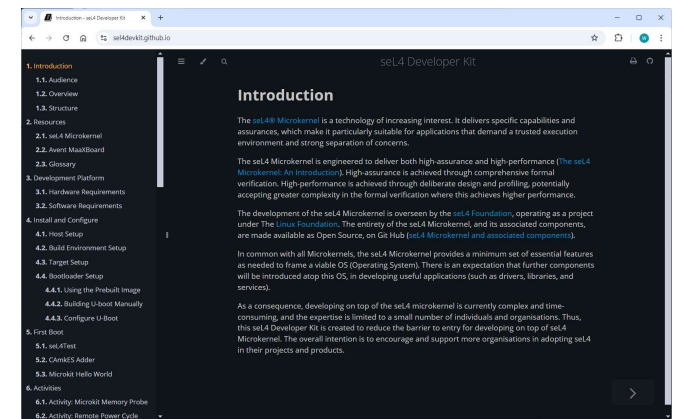 Introduction - seL4 Developer Kit
sel4devkit.github.io
W
1. Introduction
1.1. Audience
1.2. Overview
1.3. Structure
2. Resources
2.1. seL4 Microkernel
2.2. Avent MaaXBoard
2.3. Glossary
3. Development Platform
3.1. Hardware Requirements
3.2. Software Requirements
4. Install and Configure
4.1. Host Setup
4.2. Build Environment Setup
4.3. Target Setup
4.4. Bootloader Setup
4.4.1. Using the Prebuilt Image
4.4.2. Building U-boot Manually
4.4.3. Configure U-Boot
5. First Boot
5.1. seL4Test
5.2. CAmkES Adder
5.3. Microkit Hello World
6. Activities
6.1. Activity: Microkit Memory Probe
6.2. Activity: Remote Power Cycle
seL4 Developer Kit
Introduction
The seL4® Microkernel is a technology of increasing interest. It delivers specific capabilities and
assurances, which make it particularly suitable for applications that demand a trusted execution
environment and strong separation of concerns.
The seL4 Microkernel is engineered to deliver both high-assurance and high-performance (The seL4
Microkernel: An Introduction). High-assurance is achieved through comprehensive formal
verification. High-performance is achieved through deliberate design and profiling, potentially
accepting greater complexity in the formal verification where this achieves higher performance.
The development of the seL4 Microkernel is overseen by the seL4 Foundation, operating as a project
under The Linux Foundation. The entirety of the seL4 Microkernel, and its associated components,
are made available as Open Source, on Git Hub (seL4 Microkernel and associated components).
In common with all Microkernels, the seL4 Microkernel provides a minimum set of essential features
as needed to frame a viable OS (Operating System). There is an expectation that further components
will be introduced atop this OS, in developing useful applications (such as drivers, libraries, and
services).
As a consequence, developing on top of the seL4 microkernel is currently complex and time-
consuming, and the expertise is limited to a small number of individuals and organisations. Thus,
this seL4 Developer Kit is created to reduce the barrier to entry for developing on top of seL4
Microkernel. The overall intention is to encourage and support more organisations in adopting seL4
in their projects and products.